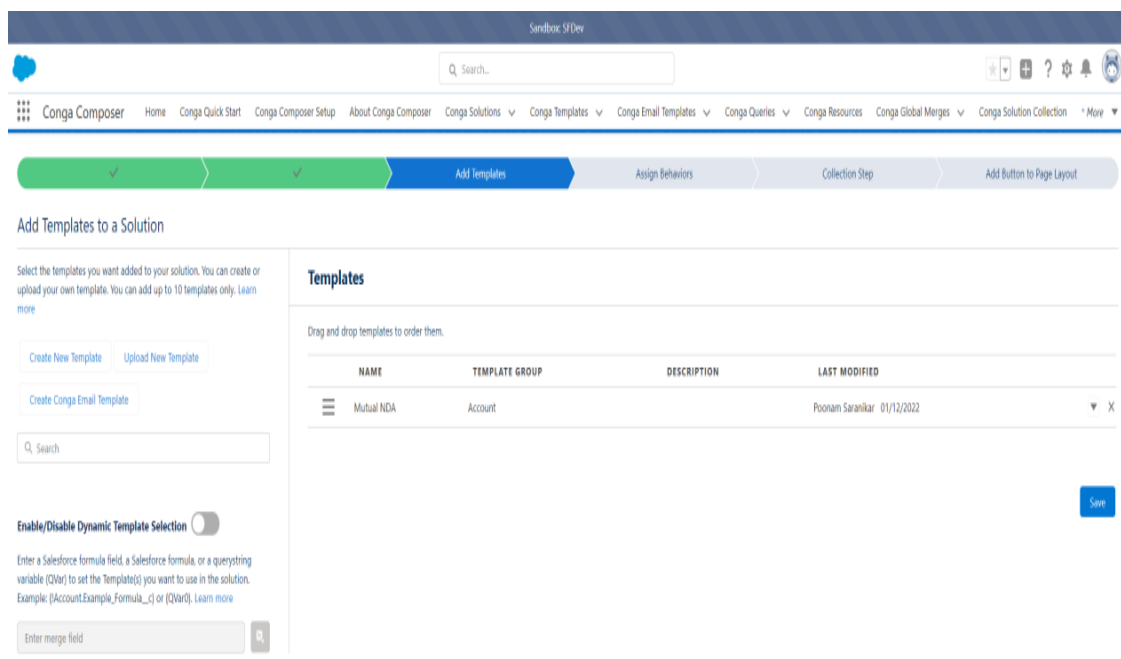 Sandbox: SFDev
Search...
Conga Composer Home Conga Quick Start Conga Composer Setup About Conga Composer Conga Solutions Conga Templates Conga Email Templates Conga Queries Conga Resources Conga Global Merges Conga Solution Collection * More
Add Templates Assign Behaviors Collection Step Add Button to Page Layout
Add Templates to a Solution
Select the templates you want added to your solution. You can create or
upload your own template. You can add up to 10 templates only. Learn
more
Create New Template Upload New Template
Create Conga Email Template
Search
Enable/Disable Dynamic Template Selection
Enter a Salesforce formula field, a Salesforce formula, or a querystring
variable (QVar) to set the Template(s) you want to use in the solution.
Example: {!Account.Example_Formula__c} or {QVar0}. Learn more
Enter merge field
Templates
Drag and drop templates to order them.
NAME TEMPLATE GROUP DESCRIPTION LAST MODIFIED
Mutual NDA Account Poonam Saranikar 01/12/2022 X
Save